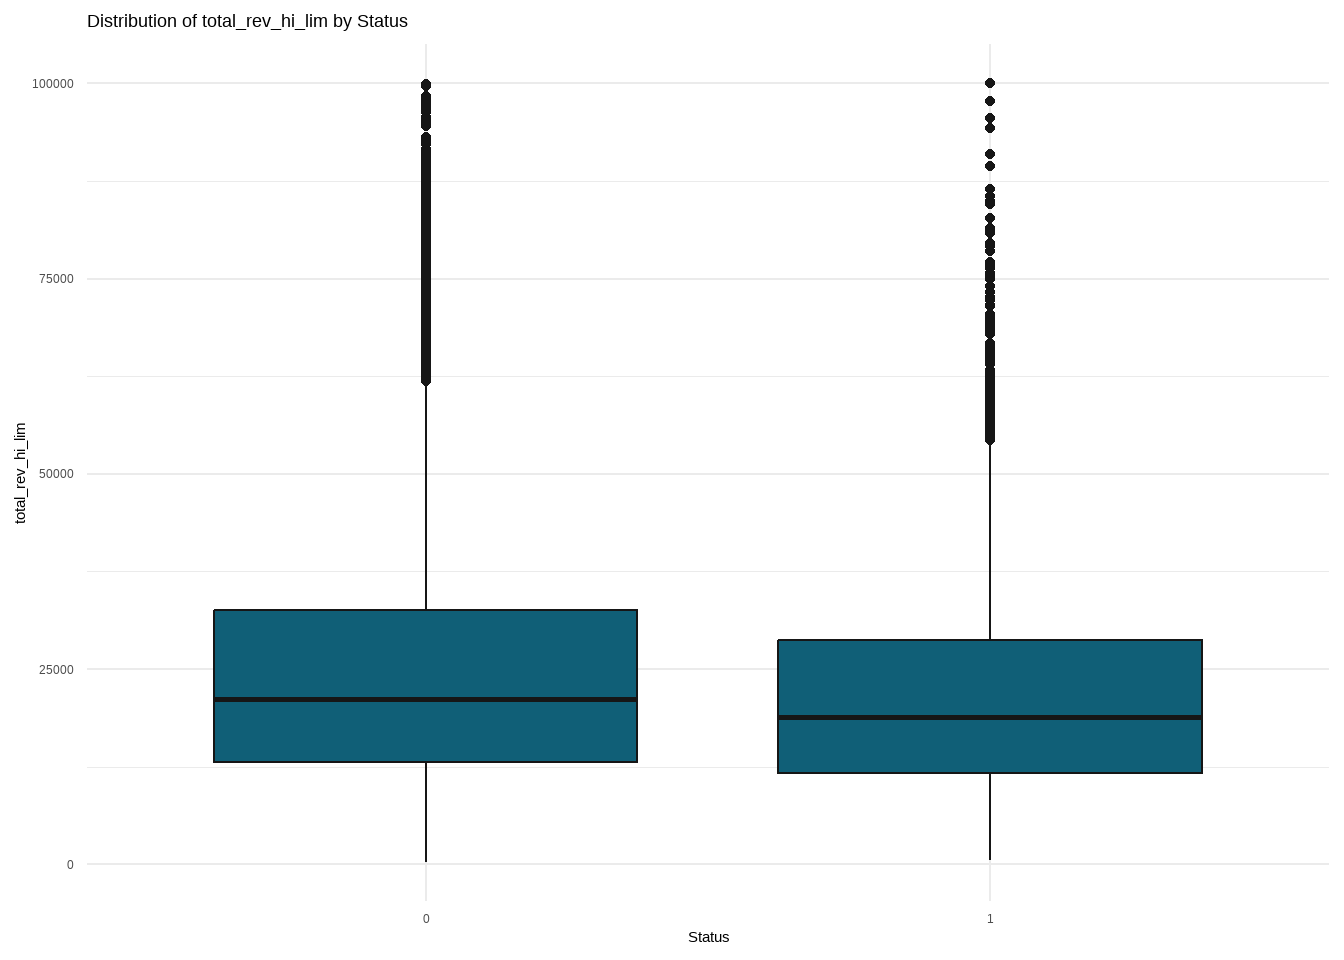 Distribution of total_rev_hi_lim by Status
100000
75000
50000
25000
0
total_rev_hi_lim
0 1
Status